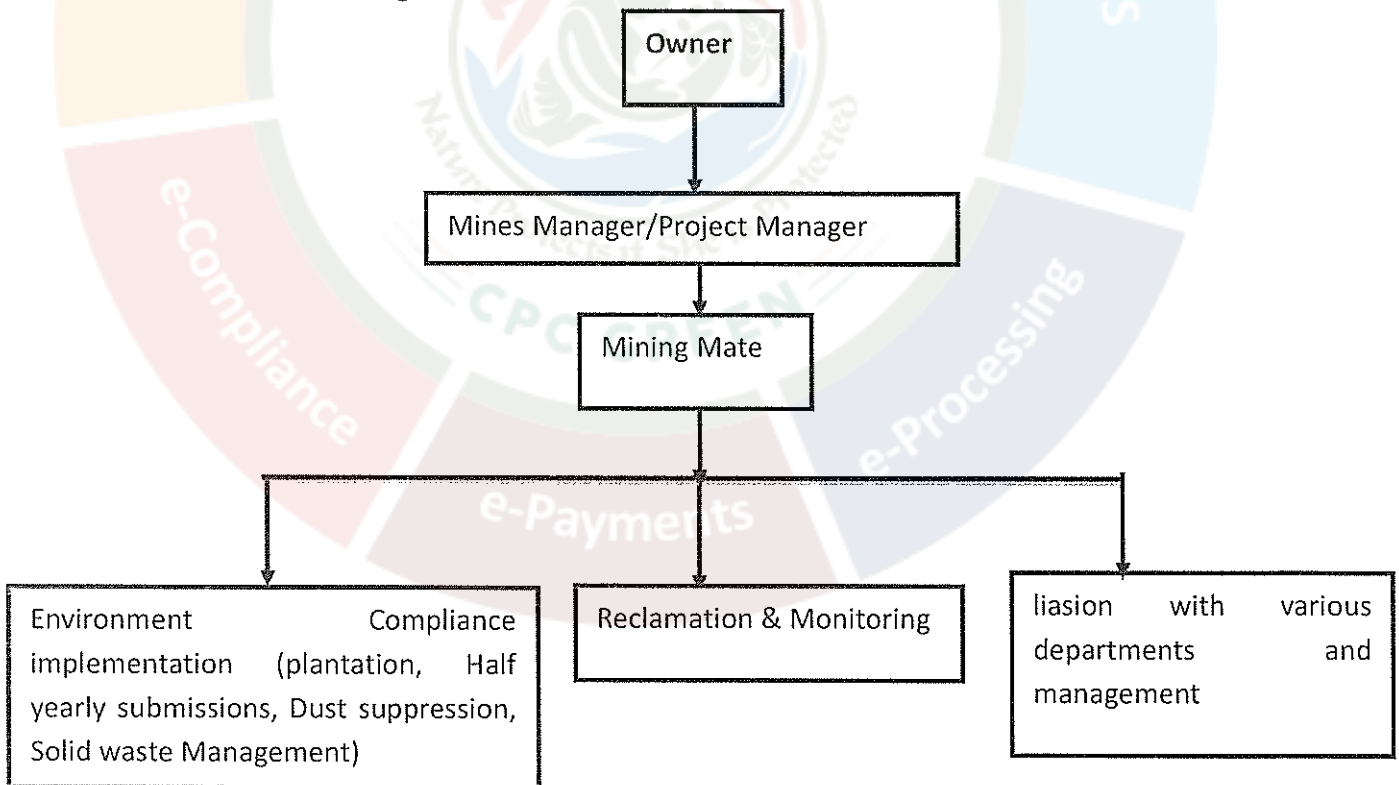 Owner
Mines Manager/Project Manager
Mining Mate
Environment Compliance
implementation (plantation, Half
yearly submissions, Dust suppression,
Solid waste Management)
Reclamation & Monitoring
liasion with various
departments and
management
e-Compliance
e-Payments
e-Processing
CPC GREEN